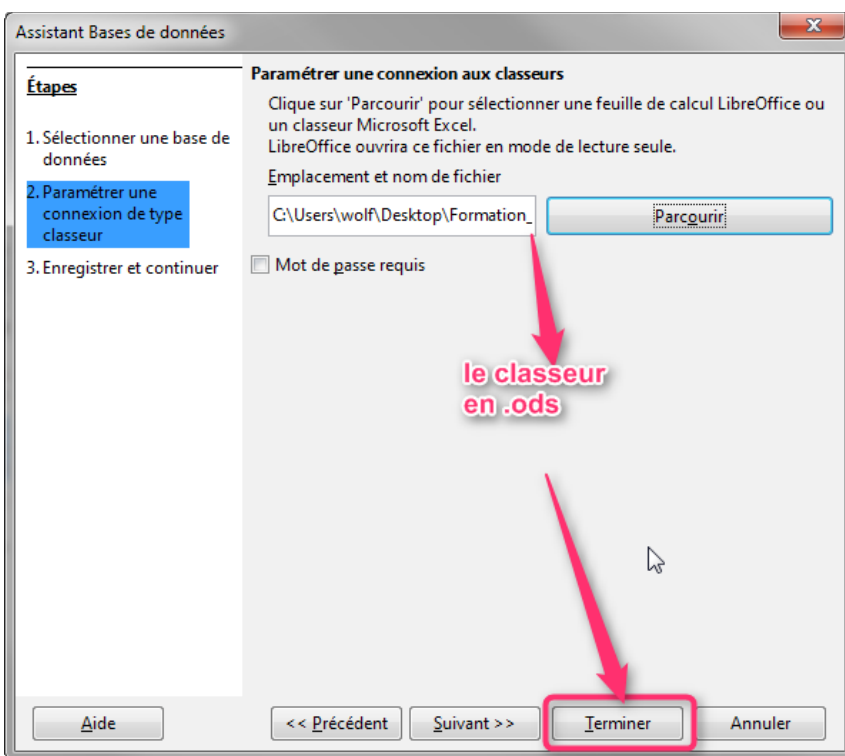 Assistant Bases de données
Étapes
1. Sélectionner une base de
données
2. Paramétrer une
connexion de type
classeur
3. Enregistrer et continuer
Paramétrer une connexion aux classeurs
Clique sur 'Parcourir' pour sélectionner une feuille de calcul LibreOffice ou
un classeur Microsoft Excel.
LibreOffice ouvrira ce fichier en mode de lecture seule.
Emplacement et nom de fichier
C:\Users\wolf\Desktop\Formation_
Parcourir
Mot de passe requis
le classeur
en .ods
Aide
<< Précédent
Suivant >>
Terminer
Annuler